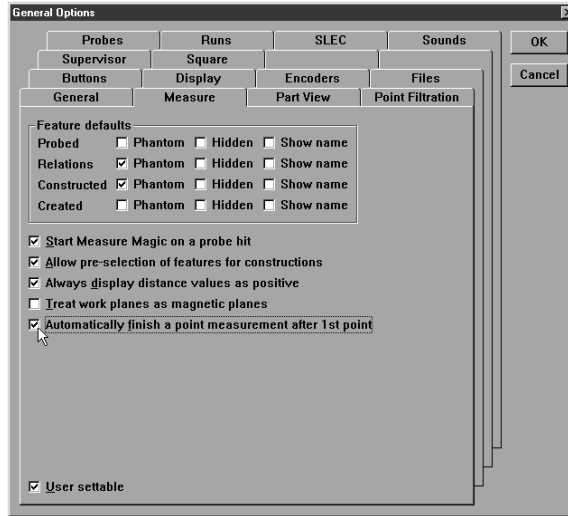 General Options
Probes Runs SLEC Sounds OK
Supervisor Square
Buttons Display Encoders Files Cancel
General Measure Part View Point Filtration
Feature defaults
Probed Phantom Hidden Show name
Relations Phantom Hidden Show name
Constructed Phantom Hidden Show name
Created Phantom Hidden Show name
Start Measure Magic on a probe hit
Allow pre-selection of features for constructions
Always display distance values as positive
Treat work planes as magnetic planes
Automatically finish a point measurement after 1st point
User settable